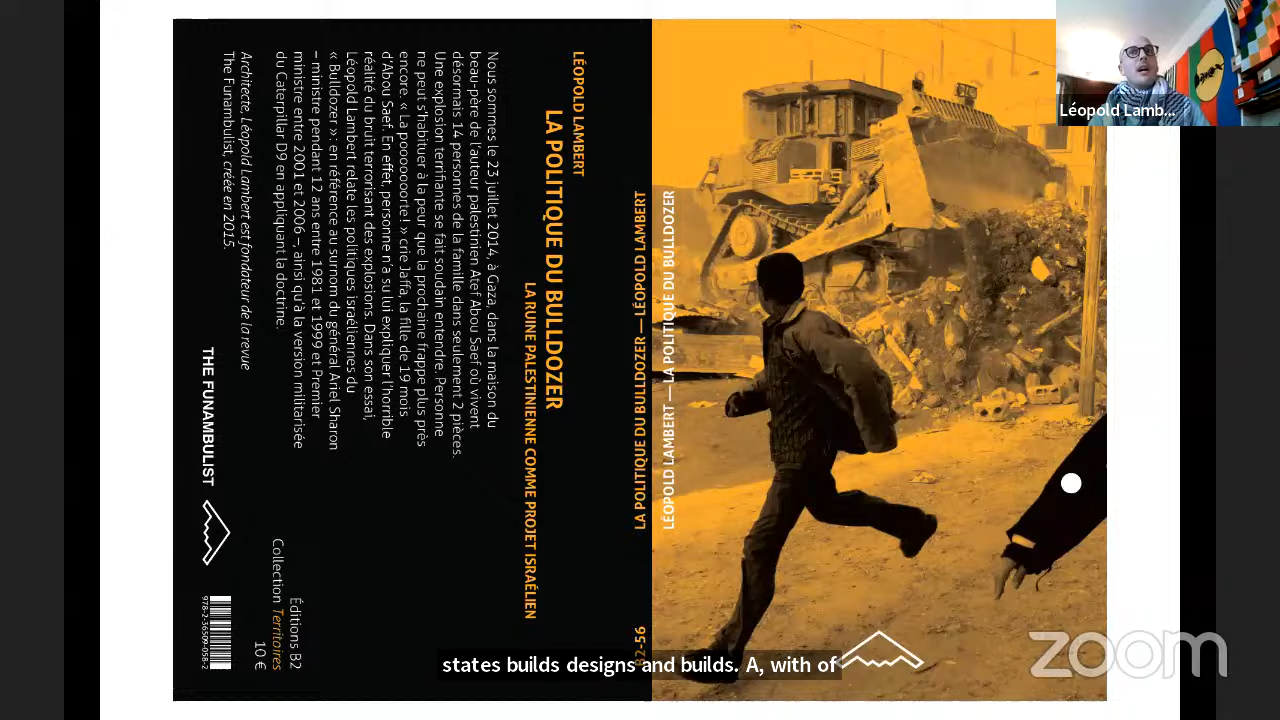 LÉOPOLD LAMBERT
LA POLITIQUE DU BULLDOZER
LA RUINE PALESTINIENNE COMME PROJET ISRAÉLIEN
Nous sommes le 23 juillet 2014, à Gaza, dans la maison du
beau-père de l'auteur palestinien Atef Abou Saef où vivent
désormais 14 personnes de la famille dans seulement 2 pièces.
Une explosion terrifiante se fait soudain entendre. Personne
ne peut s'habituer à la peur que la prochaine frappe plus près
encore. « La pooooooorte! » crie Jaffa, la fille de 19 mois
d'Abou Saef. En effet, personne n'a su lui expliquer l'horrible
réalité du bruit terrorisant des explosions. Dans son essai,
Léopold Lambert relate les politiques israéliennes du
« Bulldozer » : en référence au surnom du général Ariel Sharon
– ministre pendant 12 ans entre 1981 et 1999 et Premier
ministre entre 2001 et 2006 –, ainsi qu'à la version militarisée
du Caterpillar D9 en appliquant la doctrine.
Architecte, Léopold Lambert est fondateur de la revue
The Funambulist, créée en 2015.
THE FUNAMBULIST
Éditions B2
Collection Territoires
10 €
978-2-36509-058-2
LA POLITIQUE DU BULLDOZER — LÉOPOLD LAMBERT
B2-56
LÉOPOLD LAMBERT — LA POLITIQUE DU BULLDOZER
Léopold Lamb...
states builds designs and builds. A, with of
zoom